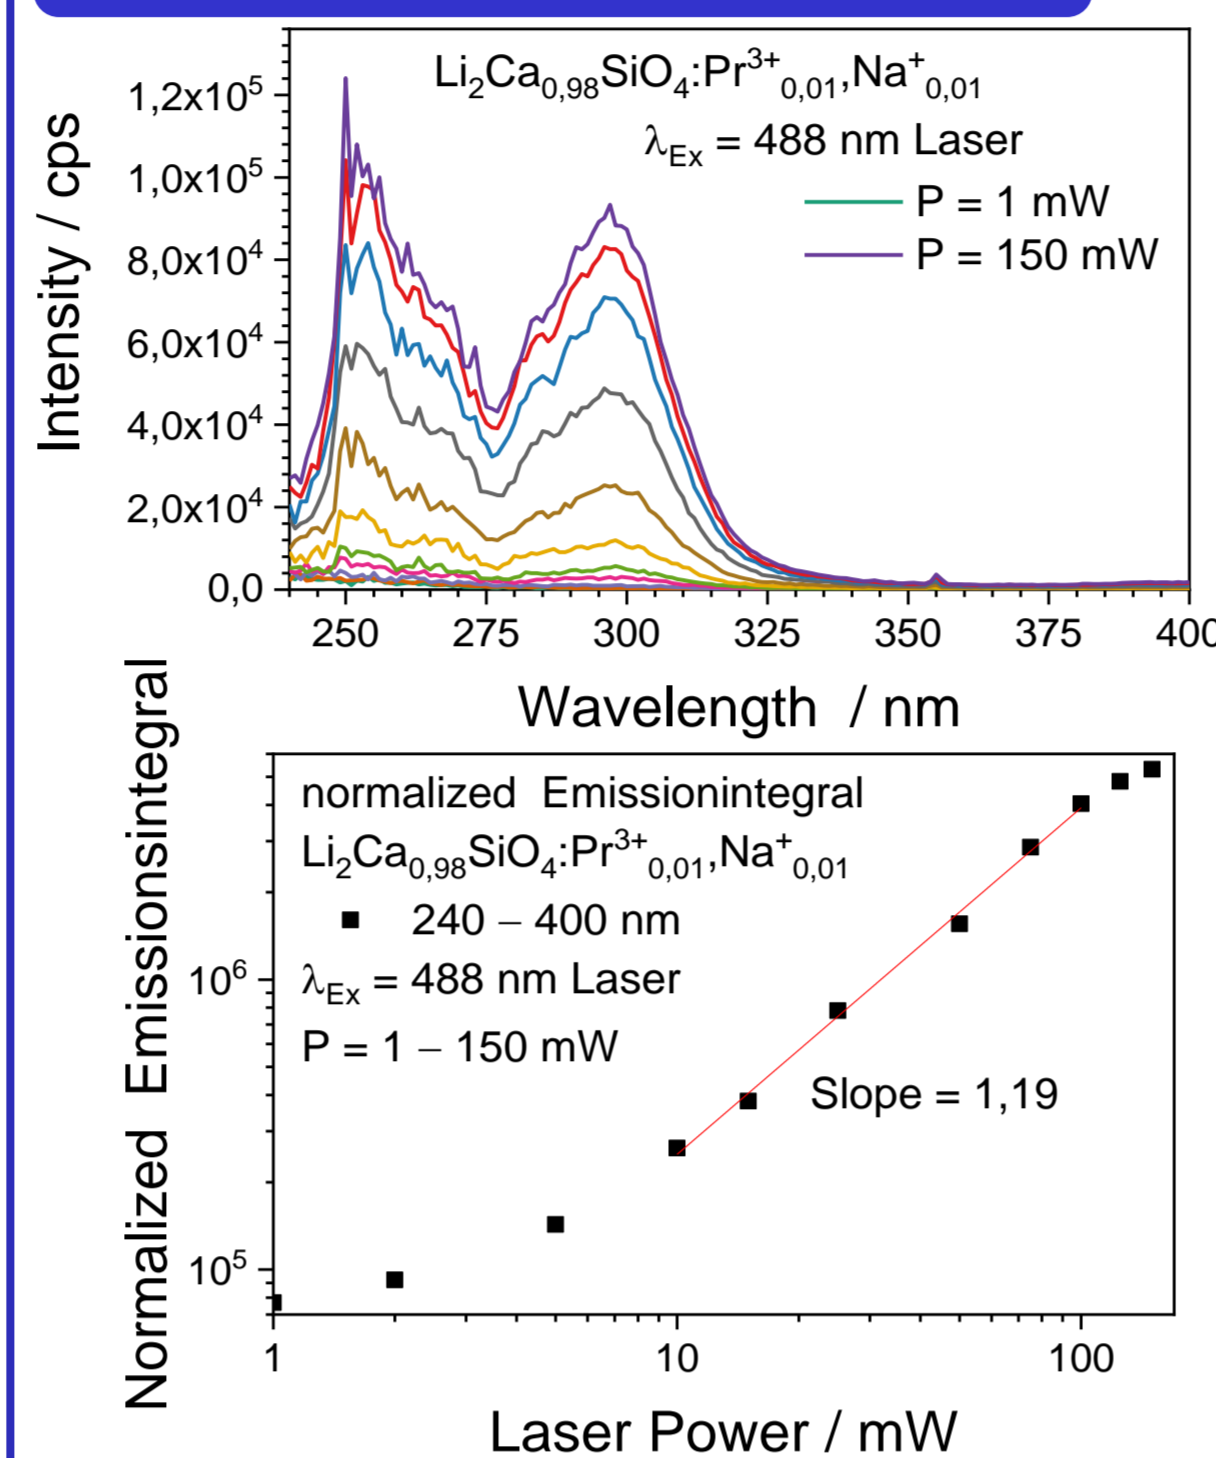 Li₂Ca₀,₉₈SiO₄:Pr³⁺₀,₀₁,Na⁺₀,₀₁
λEx = 488 nm Laser
P = 1 mW
P = 150 mW
Intensity / cps
1,2x10⁵
1,0x10⁵
8,0x10⁴
6,0x10⁴
4,0x10⁴
2,0x10⁴
0,0
250 275 300 325 350 375 400
Wavelength / nm
normalized Emissionintegral
Li₂Ca₀,₉₈SiO₄:Pr³⁺₀,₀₁,Na⁺₀,₀₁
240 – 400 nm
λEx = 488 nm Laser
P = 1 – 150 mW
Slope = 1,19
Normalized Emissionsintegral
10⁶
10⁵
1 10 100
Laser Power / mW